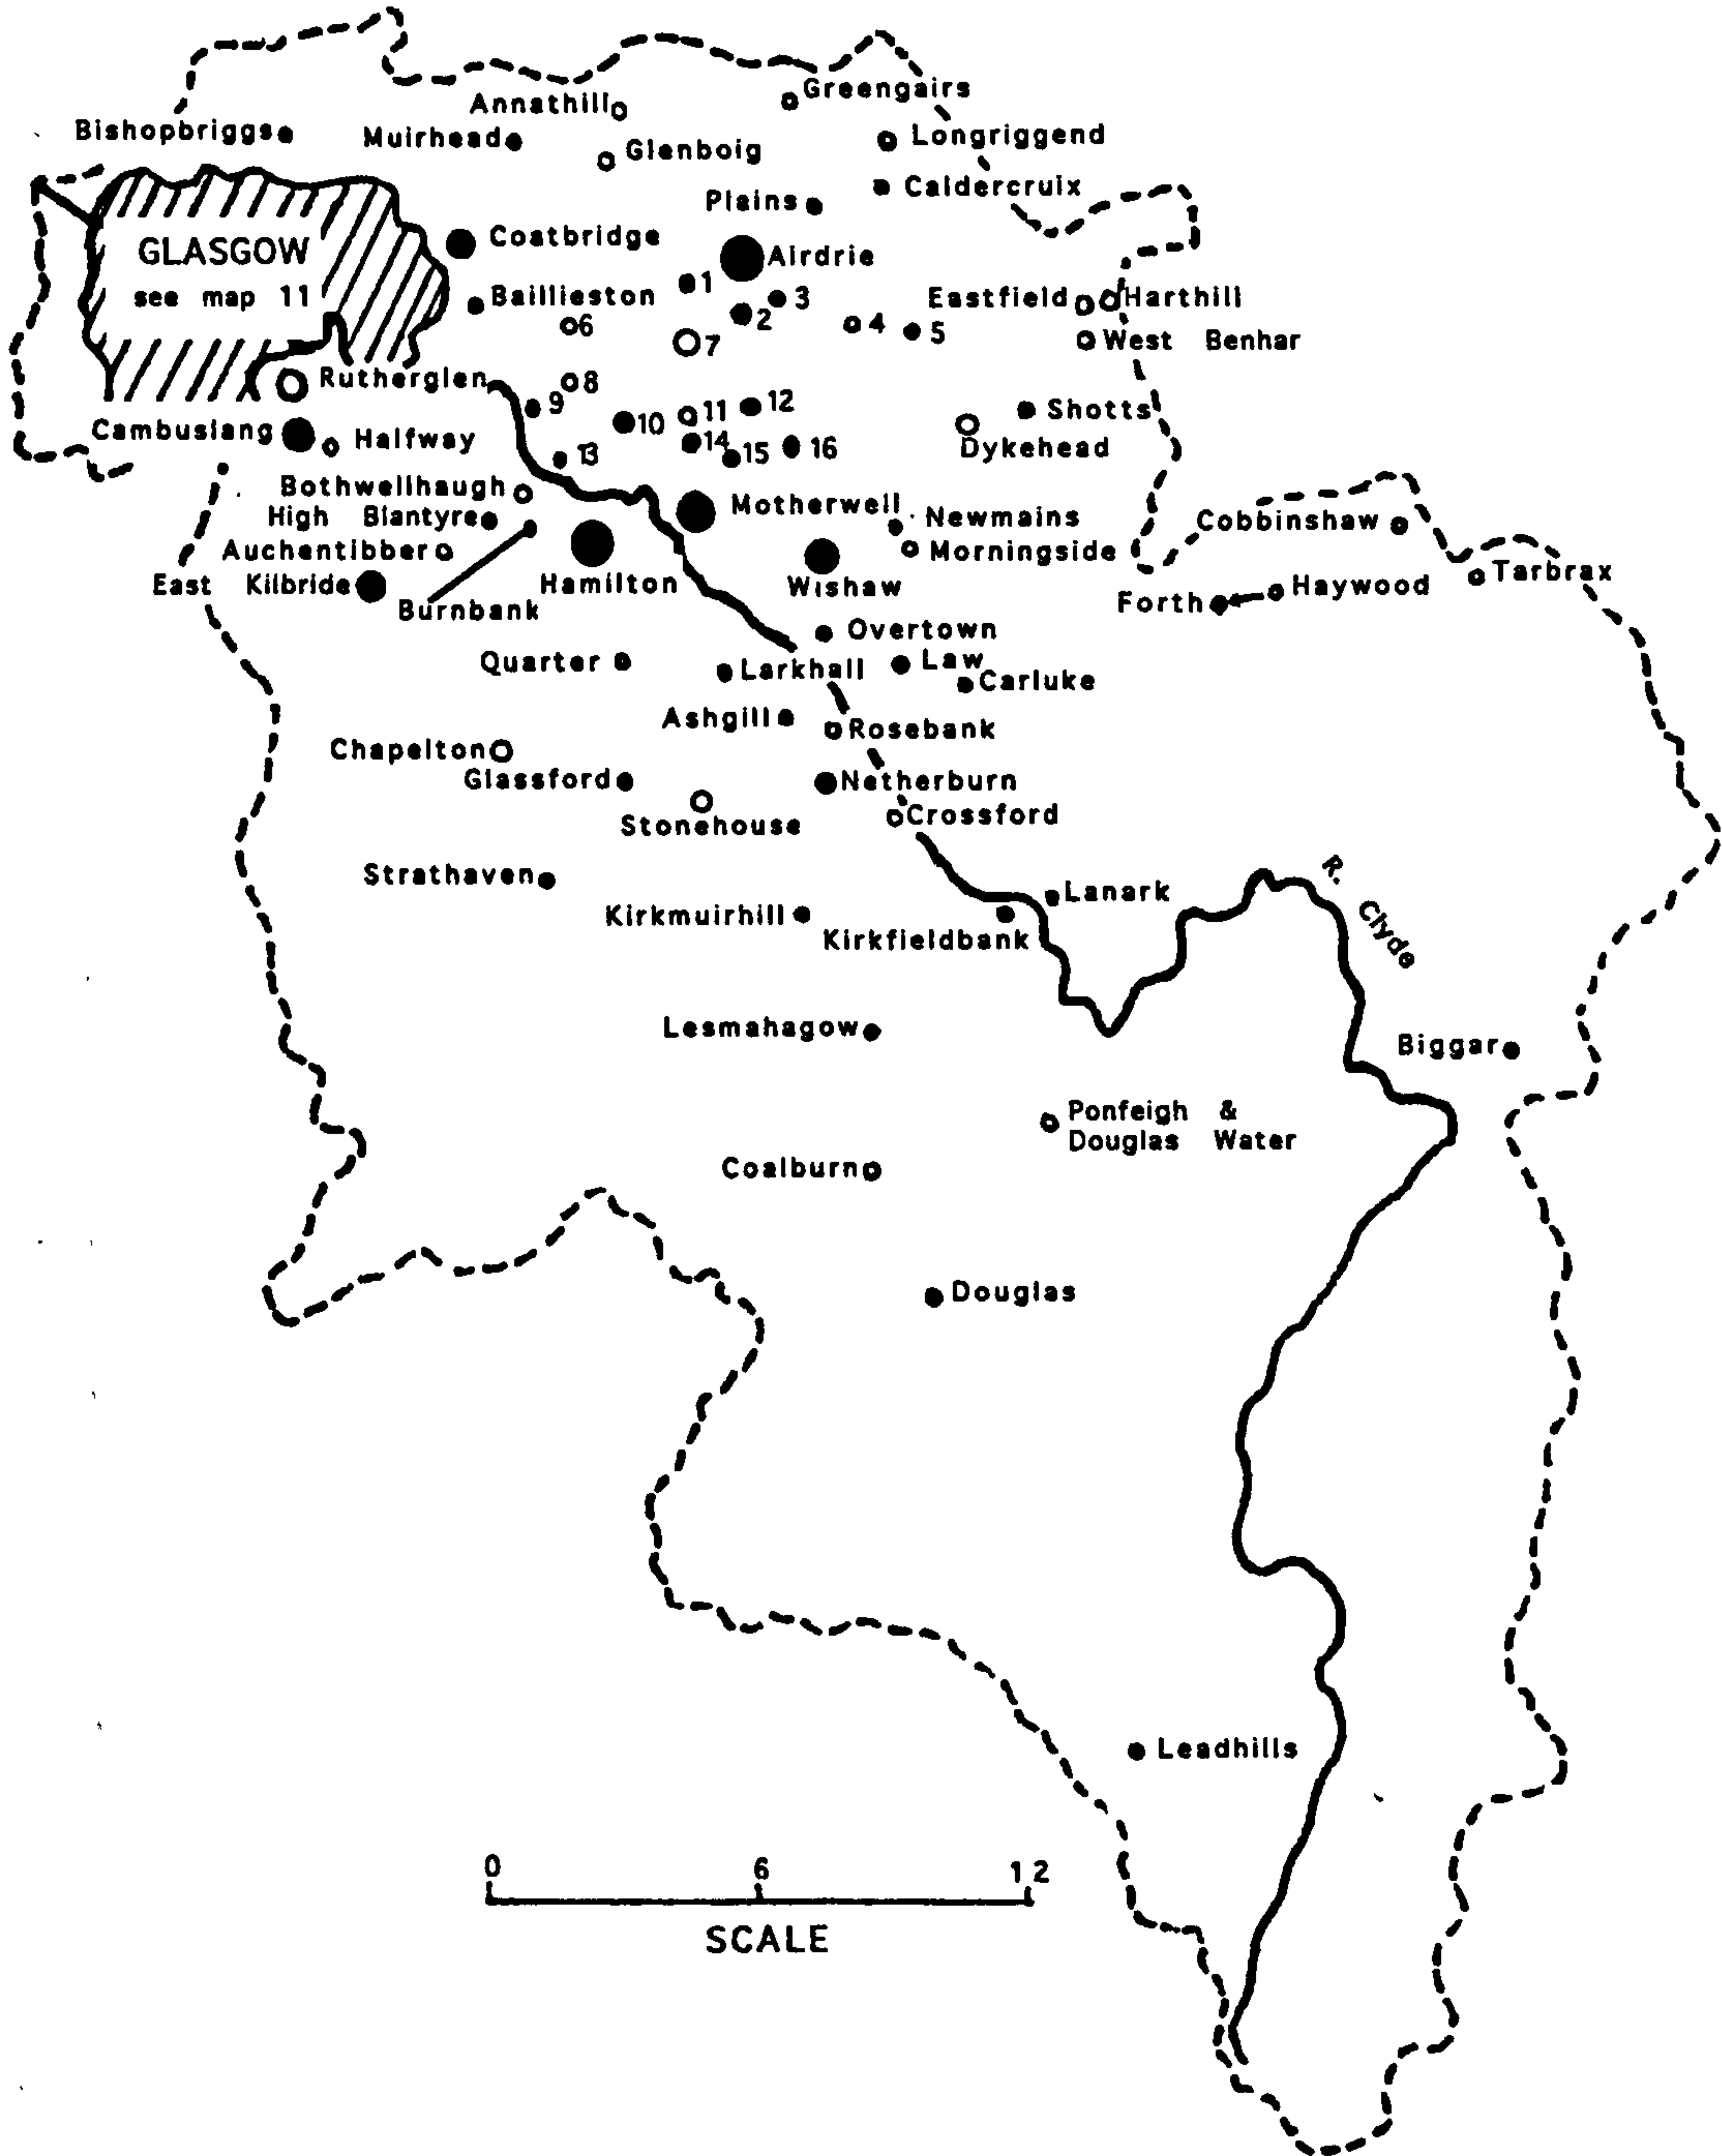 Greengairs
Annathill
Bishopbriggs
Muirhead
Longriggend
Glenboig
Caldercruix
Plains
Coatbridge
GLASGOW
Airdrie
see map 11
Baillieston
1
3
Eastfield
Harthill
2
6
4
5
7
West Benhar
Rutherglen
8
9
12
11
10
Shotts
Cambuslang
Halfway
14
16
Dykehead
13
15
Bothwellhaugh
Motherwell
High Blantyre
Newmains
Cobbinshaw
Auchentibber
Morningside
East Kilbride
Hamilton
Wishaw
Haywood
Tarbrax
Burnbank
Forth
Overtown
Quarter
Larkhall
Law
Carluke
Ashgill
Rosebank
Chapelton
Glassford
Netherburn
Stonehouse
Crossford
Strathaven
Lanark
R. Clyde
Kirkmuirhill
Kirkfieldbank
Lesmahagow
Biggar
Ponfeigh &
Douglas Water
Coalburn
Douglas
Leadhills
0 6 12
SCALE